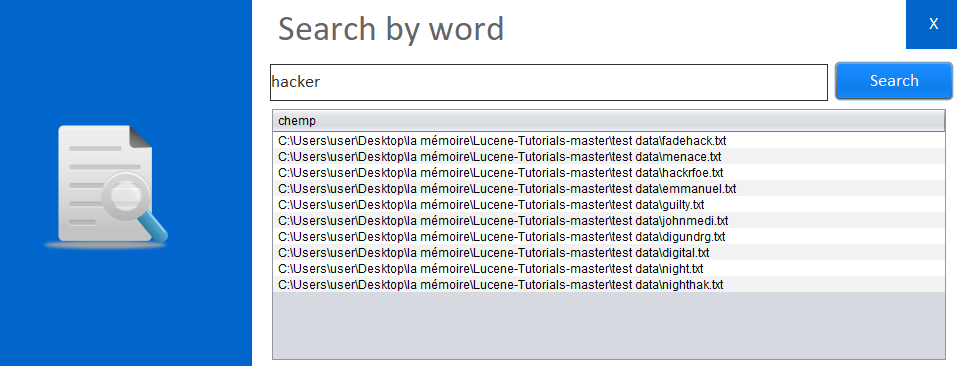 Search by word
X
hacker
Search
chemp
C:\Users\user\Desktop\la mémoire\Lucene-Tutorials-master\test data\fadehack.txt
C:\Users\user\Desktop\la mémoire\Lucene-Tutorials-master\test data\menace.txt
C:\Users\user\Desktop\la mémoire\Lucene-Tutorials-master\test data\hackrfoe.txt
C:\Users\user\Desktop\la mémoire\Lucene-Tutorials-master\test data\emmanuel.txt
C:\Users\user\Desktop\la mémoire\Lucene-Tutorials-master\test data\guilty.txt
C:\Users\user\Desktop\la mémoire\Lucene-Tutorials-master\test data\johnmedi.txt
C:\Users\user\Desktop\la mémoire\Lucene-Tutorials-master\test data\digundrg.txt
C:\Users\user\Desktop\la mémoire\Lucene-Tutorials-master\test data\digital.txt
C:\Users\user\Desktop\la mémoire\Lucene-Tutorials-master\test data\night.txt
C:\Users\user\Desktop\la mémoire\Lucene-Tutorials-master\test data\nighthak.txt